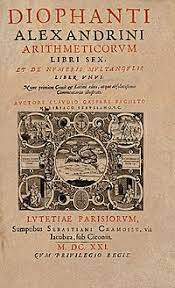 DIOPHANTI
ALEXANDRINI
ARITHMETICORVM
LIBRI SEX.
ET DE NVMERIS MVLTANGVLIS
LIBER VNVS.
Nunc primùm Græcè & Latinè editi, atque absolutissimis
Commentariis illustrati.
AVCTORE CLAVDIO GASPARE BACHETO
MEZIRIACO SEBVSIANO, V.C.
LVTETIAE PARISIORVM,
Sumptibus SEBASTIANI CRAMOISY, via
Iacobæa, sub Ciconiis.
M. DC. XXI.
CVM PRIVILEGIO REGIS.